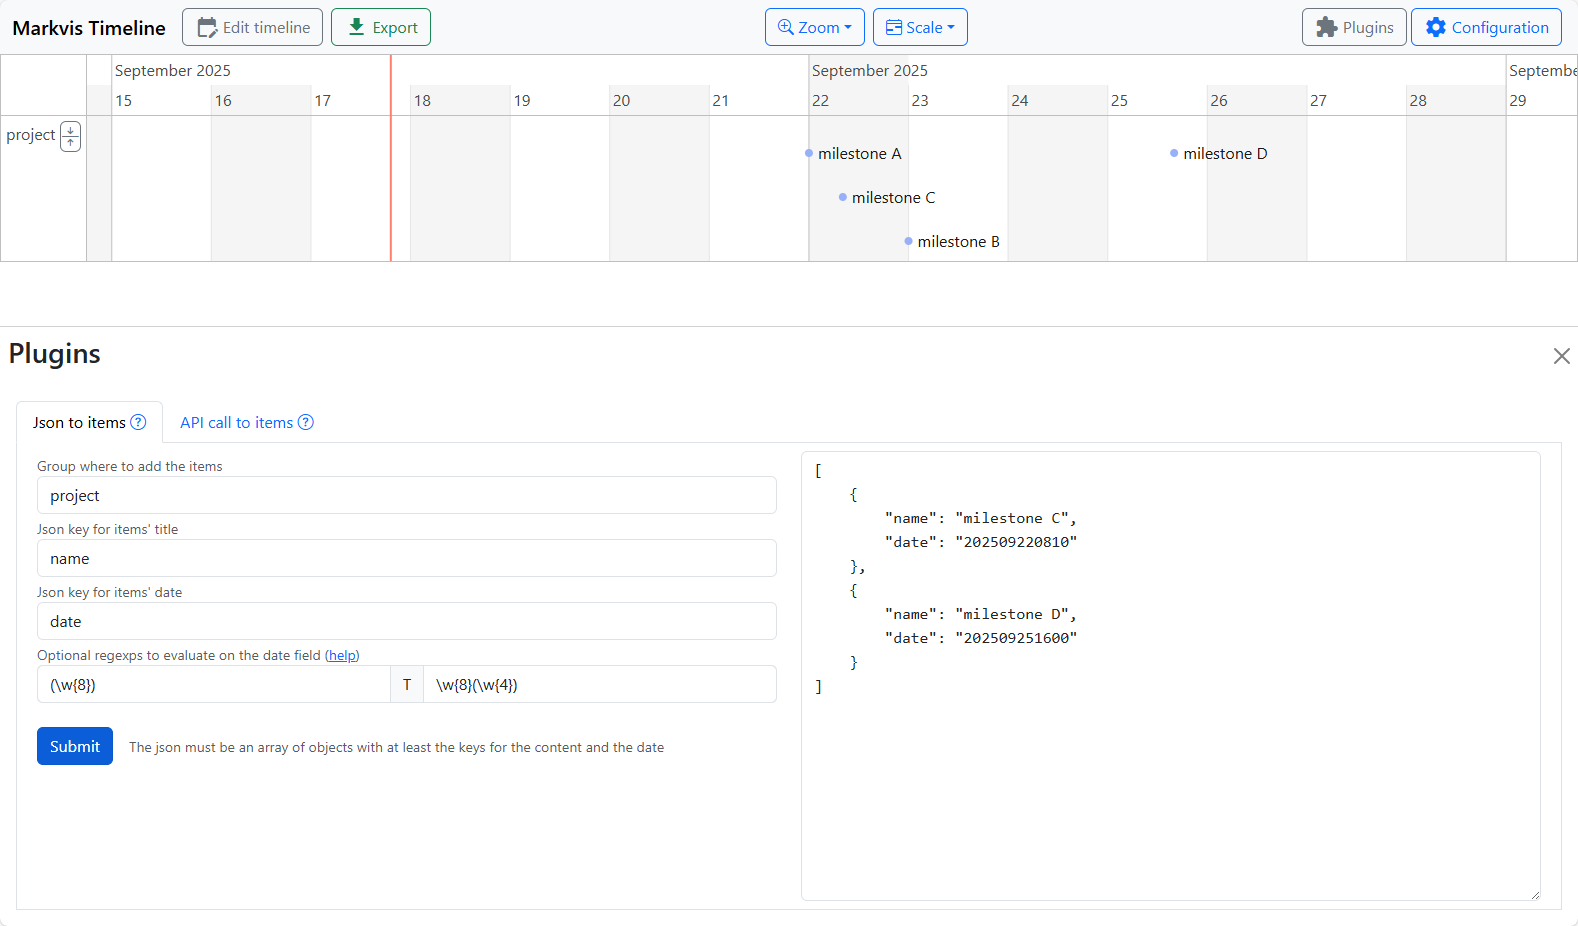 Markvis Timeline
Edit timeline
Export
Zoom
Scale
Plugins
Configuration
September 2025
September 2025
Septembe
15
16
17
18
19
20
21
22
23
24
25
26
27
28
29
project
milestone A
milestone D
milestone C
milestone B
Plugins
Json to items
API call to items
Group where to add the items
project
Json key for items' title
name
Json key for items' date
date
Optional regexps to evaluate on the date field (help)
(\w{8})
T
\w{8}(\w{4})
Submit
The json must be an array of objects with at least the keys for the content and the date
[
    {
        "name": "milestone C",
        "date": "202509220810"
    },
    {
        "name": "milestone D",
        "date": "202509251600"
    }
]